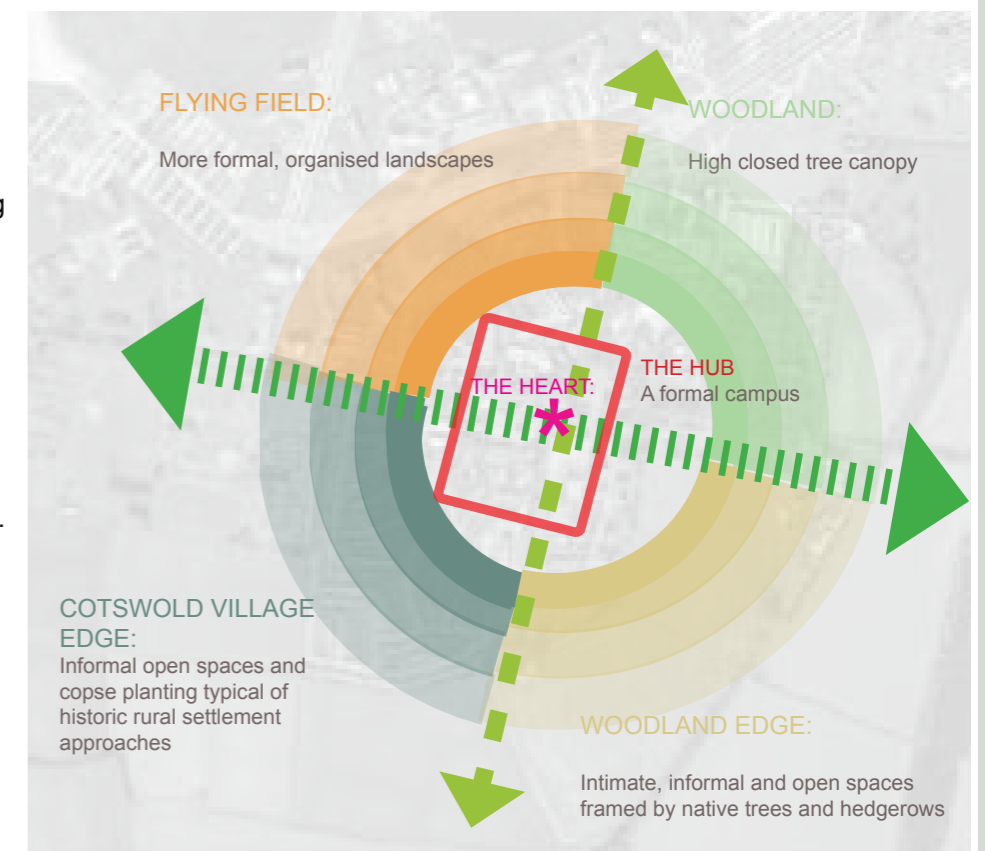 FLYING FIELD:
More formal, organised landscapes
WOODLAND:
High closed tree canopy
g
THE HEART:
*
THE HUB
A formal campus
.
COTSWOLD VILLAGE
EDGE:
Informal open spaces and
copse planting typical of
historic rural settlement
approaches
WOODLAND EDGE:
Intimate, informal and open spaces
framed by native trees and hedgerows